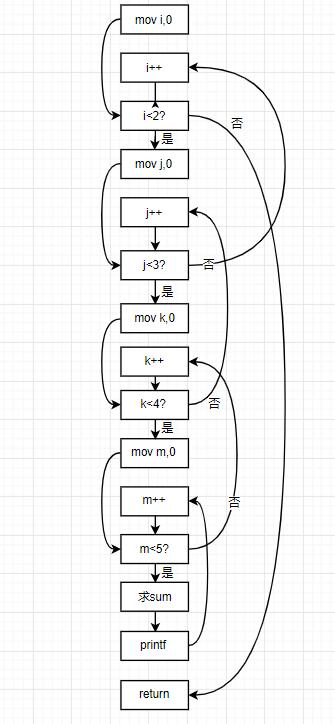 mov i,0
i++
i<2?
否
是
mov j,0
j++
j<3?
否
是
mov k,0
k++
k<4?
否
是
mov m,0
m++
否
m<5?
是
求sum
printf
return